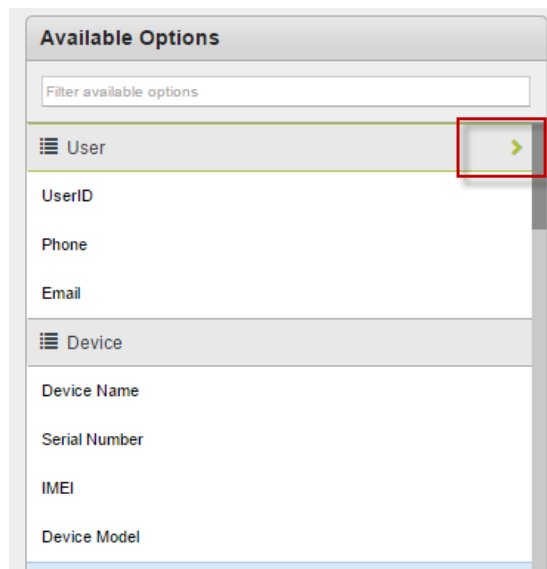 Available Options
Filter available options
User
UserID
Phone
Email
Device
Device Name
Serial Number
IMEI
Device Model